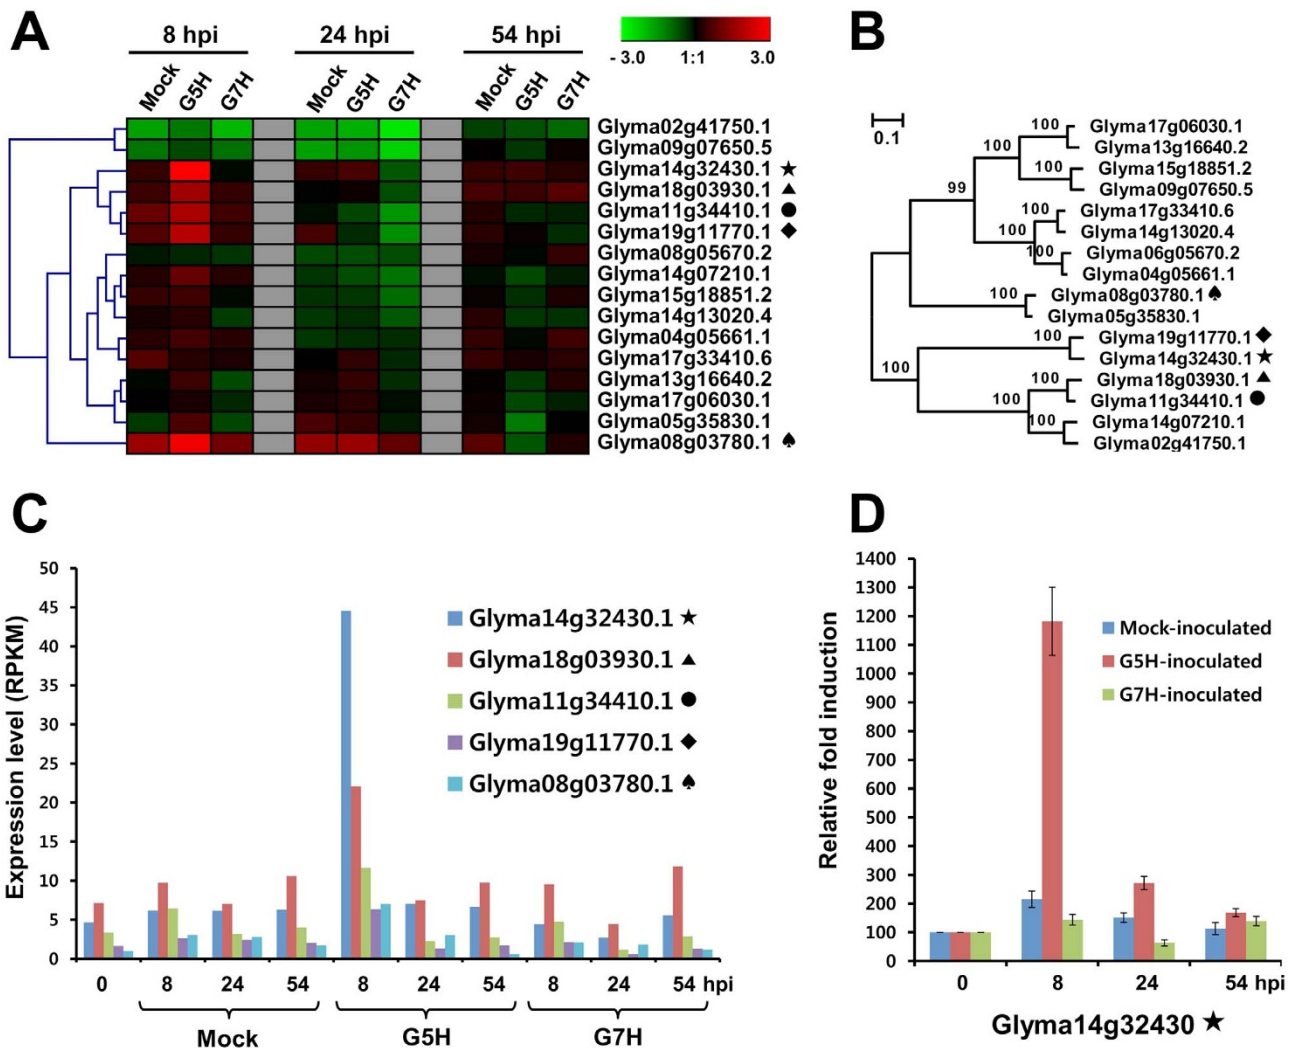 A
8 hpi
24 hpi
54 hpi
Mock G5H G7H Mock G5H G7H Mock G5H G7H
- 3.0 1:1 3.0
Glyma02g41750.1
Glyma09g07650.5
Glyma14g32430.1 ★
Glyma18g03930.1 ▲
Glyma11g34410.1 ●
Glyma19g11770.1 ◆
Glyma08g05670.2
Glyma14g07210.1
Glyma15g18851.2
Glyma14g13020.4
Glyma04g05661.1
Glyma17g33410.6
Glyma13g16640.2
Glyma17g06030.1
Glyma05g35830.1
Glyma08g03780.1 ♠
B
0.1
100 Glyma17g06030.1
100 Glyma13g16640.2
Glyma15g18851.2
100 Glyma09g07650.5
99
Glyma17g33410.6
100 Glyma14g13020.4
100
100 Glyma06g05670.2
Glyma04g05661.1
100 Glyma08g03780.1 ♠
Glyma05g35830.1
100 Glyma19g11770.1 ◆
Glyma14g32430.1 ★
100
100 Glyma18g03930.1 ▲
100 Glyma11g34410.1 ●
100 Glyma14g07210.1
Glyma02g41750.1
C
Expression level (RPKM)
50
45
40
35
30
25
20
15
10
5
0
Glyma14g32430.1 ★
Glyma18g03930.1 ▲
Glyma11g34410.1 ●
Glyma19g11770.1 ◆
Glyma08g03780.1 ♠
0 8 24 54 8 24 54 8 24 54 hpi
Mock G5H G7H
D
Relative fold induction
1400
1300
1200
1100
1000
900
800
700
600
500
400
300
200
100
0
Mock-inoculated
G5H-inoculated
G7H-inoculated
0 8 24 54 hpi
Glyma14g32430 ★